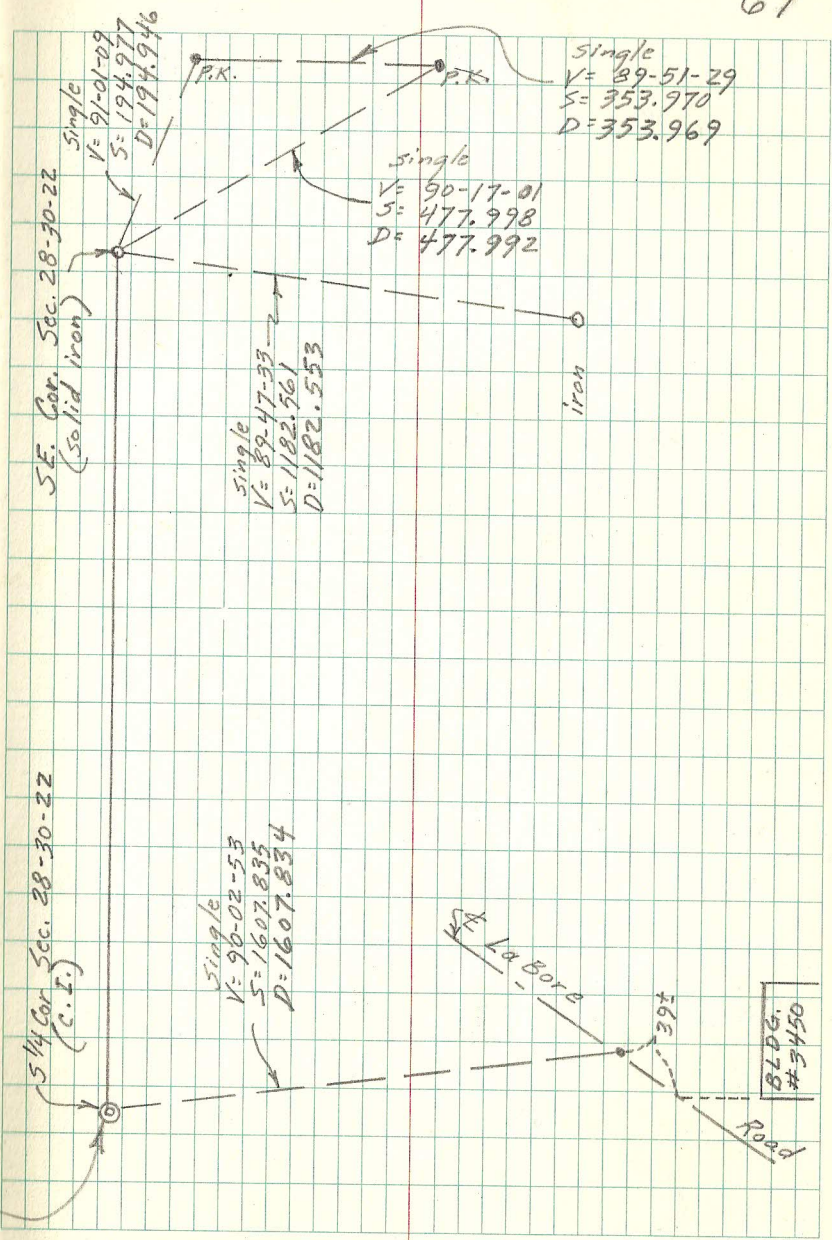 67
Single
V= 91-01-09
S= 194.977
D=194.946
P.K.
P.K.
Single
V= 89-51-29
S= 353.970
D= 353.969
single
V= 90-17-01
S= 477.998
D= 477.992
SE. Cor. Sec. 28-30-22
(solid iron)
Single
V= 89-47-33
S= 1182.561
D=1182.553
iron
S 1/4 Cor Sec. 28-30-22
(C.I.)
Single
V= 90-02-53
S= 1607.835
D=1607.834
La Bore
Road
39±
BLDG.
#3450